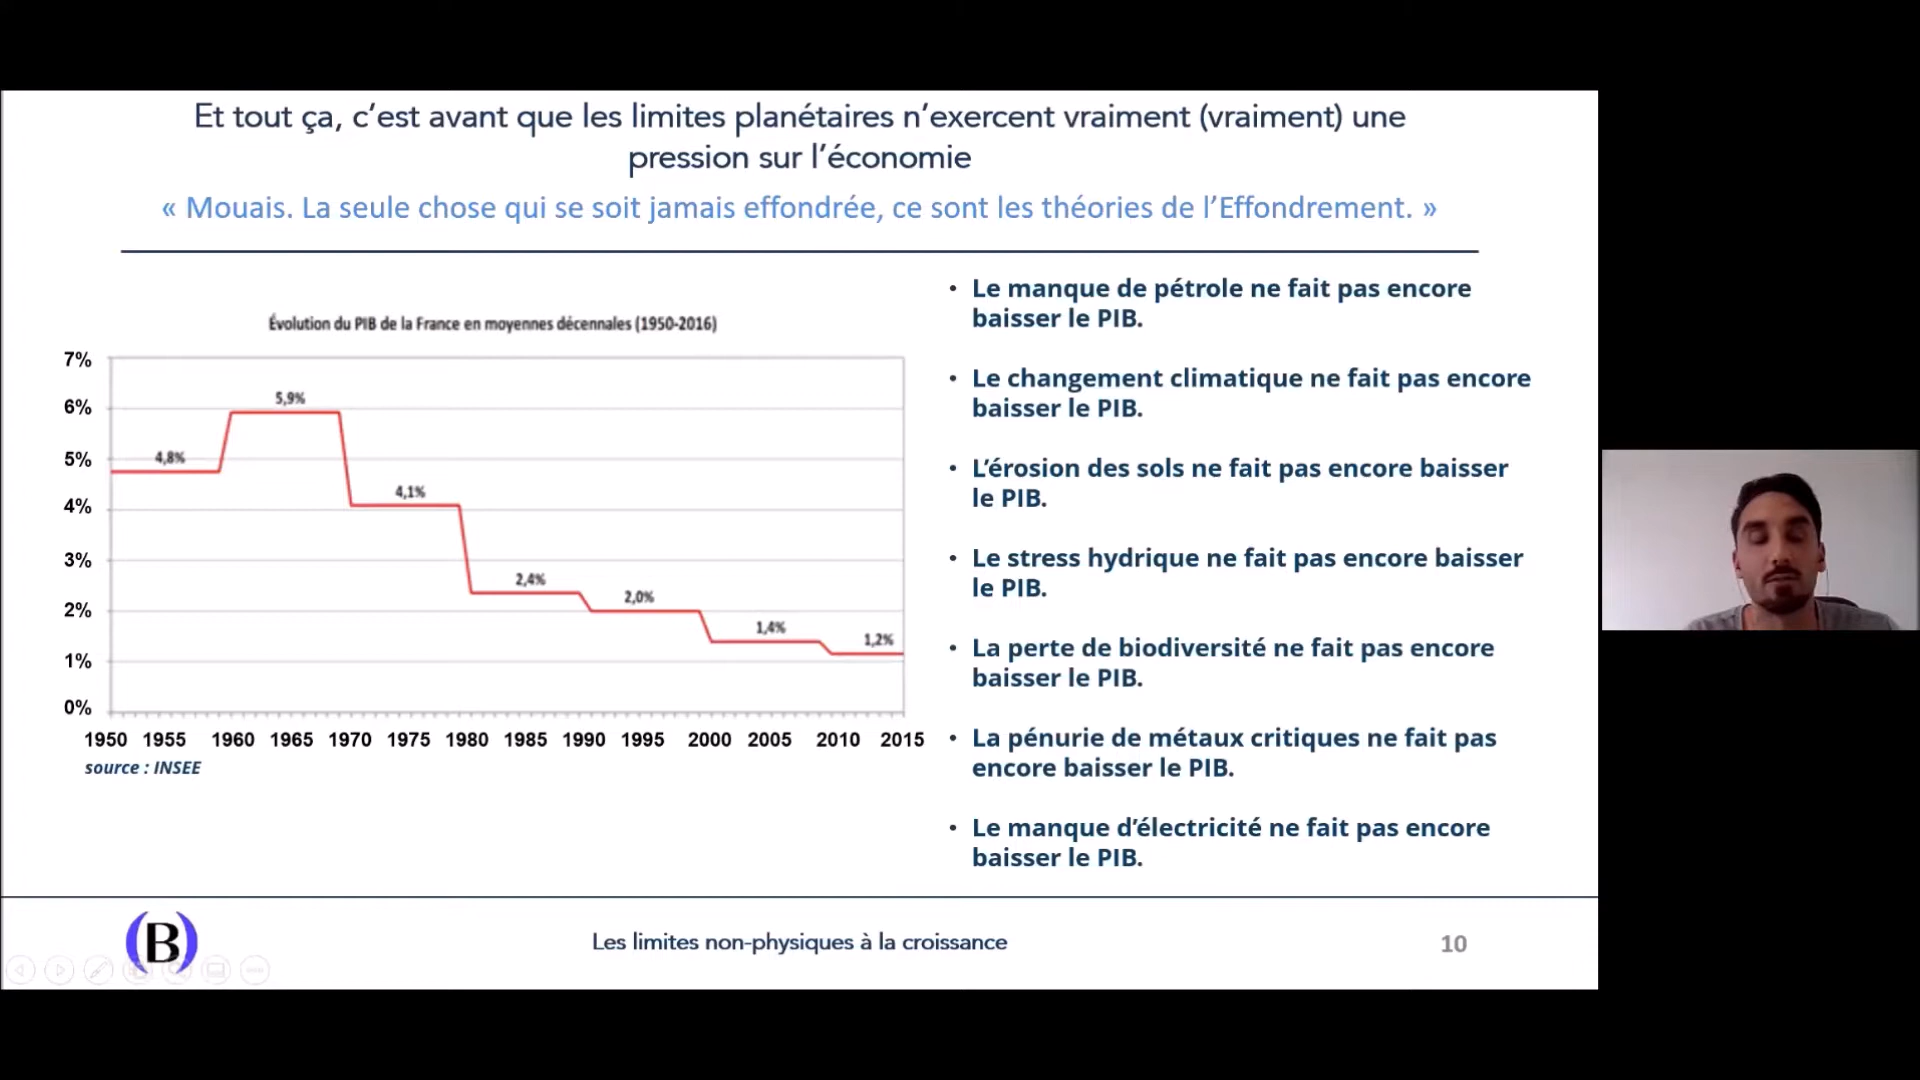 Et tout ça, c’est avant que les limites planétaires n’exercent vraiment (vraiment) une
pression sur l’économie
« Mouais. La seule chose qui se soit jamais effondrée, ce sont les théories de l’Effondrement. »
Évolution du PIB de la France en moyennes décennales (1950-2016)
7%
6%
5%
4%
3%
2%
1%
0%
4,8%
5,9%
4,1%
2,4%
2,0%
1,4%
1,2%
1950 1955 1960 1965 1970 1975 1980 1985 1990 1995 2000 2005 2010 2015
source : INSEE
• Le manque de pétrole ne fait pas encore
baisser le PIB.
• Le changement climatique ne fait pas encore
baisser le PIB.
• L’érosion des sols ne fait pas encore baisser
le PIB.
• Le stress hydrique ne fait pas encore baisser
le PIB.
• La perte de biodiversité ne fait pas encore
baisser le PIB.
• La pénurie de métaux critiques ne fait pas
encore baisser le PIB.
• Le manque d’électricité ne fait pas encore
baisser le PIB.
(B)
Les limites non-physiques à la croissance
10